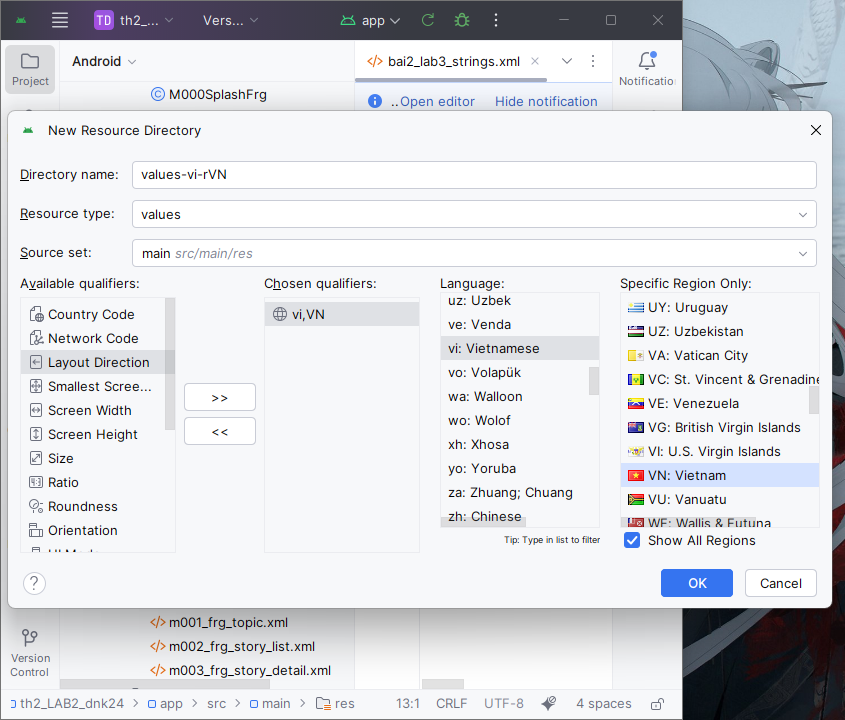 TD th2_... Vers... app
Project
Android
bai2_lab3_strings.xml
Notificatio
M000SplashFrg
.. Open editor Hide notification
New Resource Directory
Directory name: values-vi-rVN
Resource type: values
Source set: main src/main/res
Available qualifiers:
Country Code
Network Code
Layout Direction
Smallest Scree...
Screen Width
Screen Height
Size
Ratio
Roundness
Orientation
UI Mode
>>
<<
Chosen qualifiers:
vi,VN
Language:
uz: Uzbek
ve: Venda
vi: Vietnamese
vo: Volapük
wa: Walloon
wo: Wolof
xh: Xhosa
yo: Yoruba
za: Zhuang; Chuang
zh: Chinese
Tip: Type in list to filter
Specific Region Only:
UY: Uruguay
UZ: Uzbekistan
VA: Vatican City
VC: St. Vincent & Grenadine
VE: Venezuela
VG: British Virgin Islands
VI: U.S. Virgin Islands
VN: Vietnam
VU: Vanuatu
WF: Wallis & Futuna
Show All Regions
? OK Cancel
m001_frg_topic.xml
m002_frg_story_list.xml
m003_frg_story_detail.xml
Version
Control
th2_LAB2_dnk24 > app > src > main > res 13:1 CRLF UTF-8 4 spaces